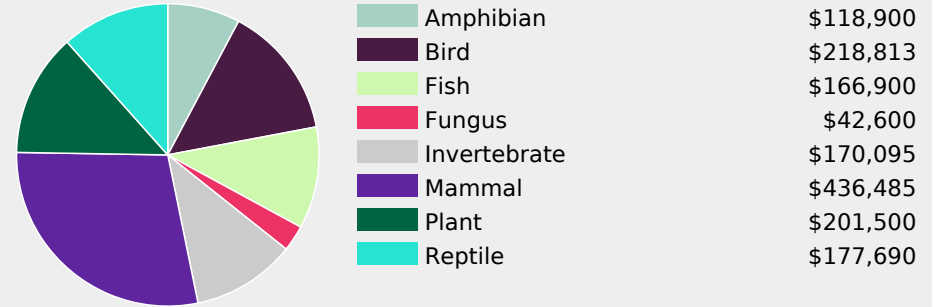 Amphibian $118,900
Bird $218,813
Fish $166,900
Fungus $42,600
Invertebrate $170,095
Mammal $436,485
Plant $201,500
Reptile $177,690